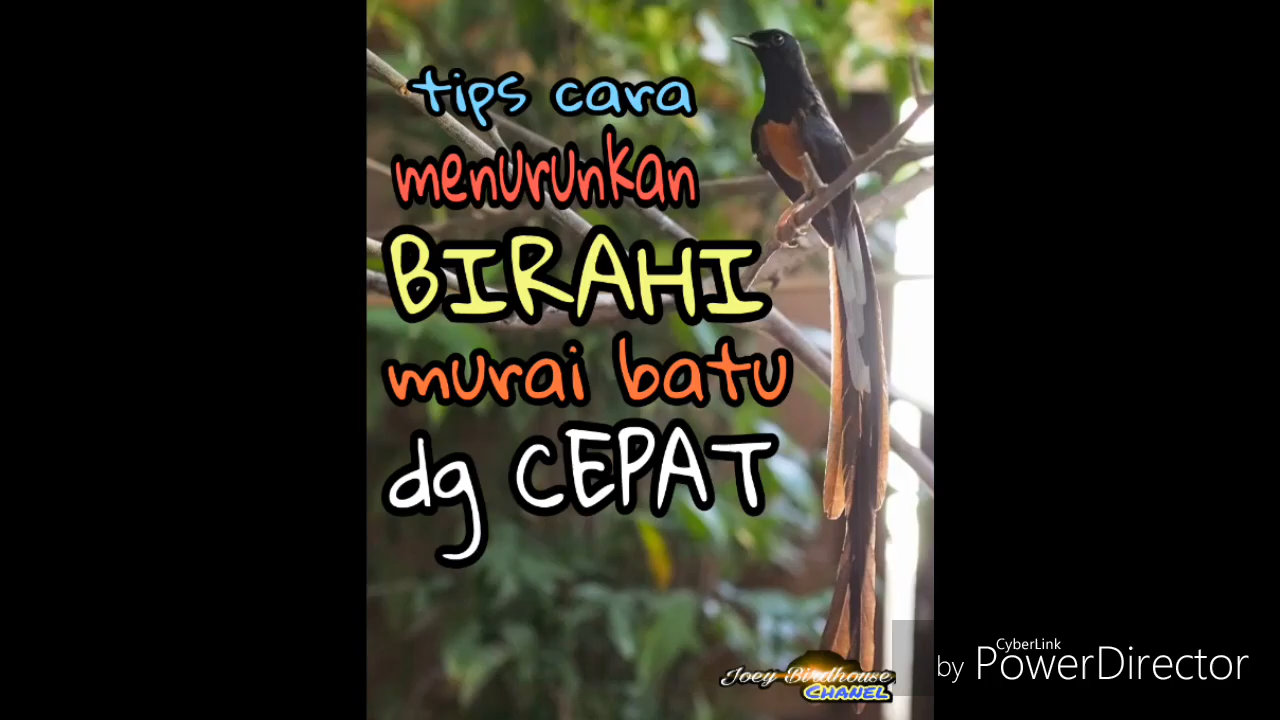 tips cara
menurunkan
BIRAHI
murai batu
dg CEPAT
Joey Birdhouse
CHANEL
CyberLink
by PowerDirector